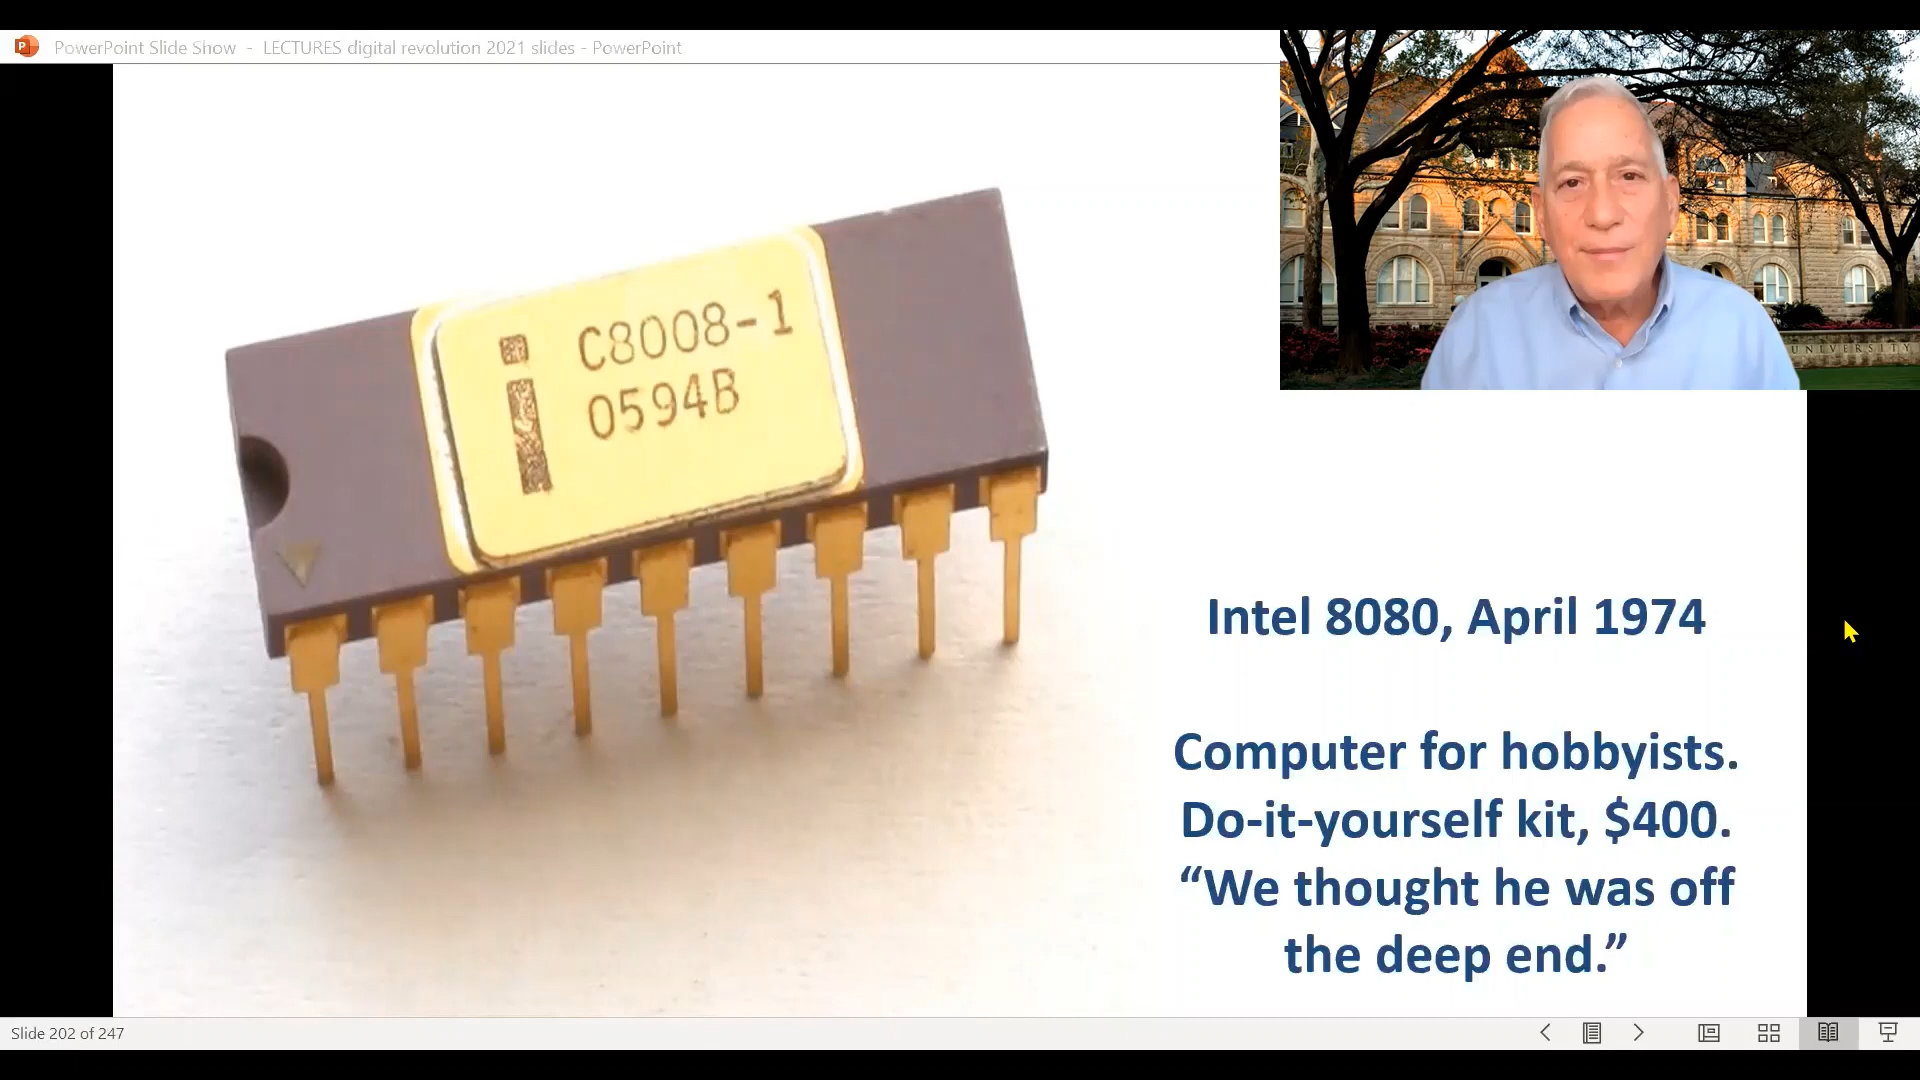 PowerPoint Slide Show - LECTURES digital revolution 2021 slides - PowerPoint
C8008-1
0594B
UNIVERSITY
Intel 8080, April 1974
Computer for hobbyists.
Do-it-yourself kit, $400.
“We thought he was off
the deep end.”
Slide 202 of 247